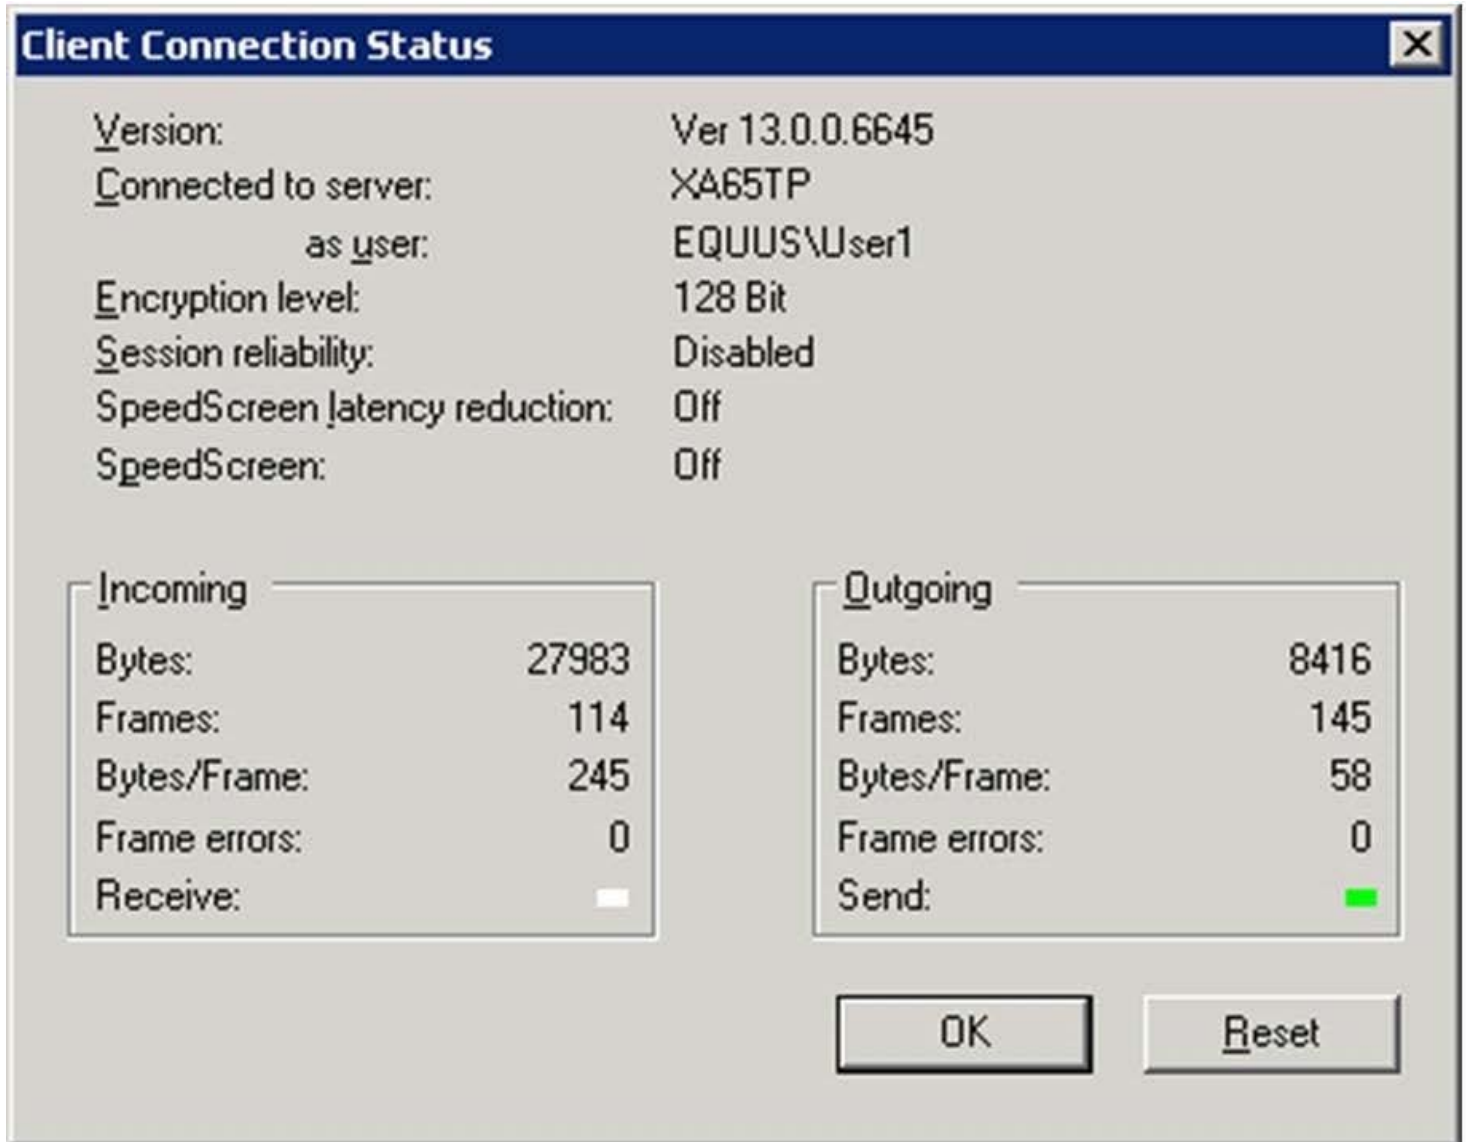 Client Connection Status
Version: Ver 13.0.0.6645
Connected to server: XA65TP
as user: EQUUS\User1
Encryption level: 128 Bit
Session reliability: Disabled
SpeedScreen latency reduction: Off
SpeedScreen: Off
Incoming
Bytes: 27983
Frames: 114
Bytes/Frame: 245
Frame errors: 0
Receive:
Outgoing
Bytes: 8416
Frames: 145
Bytes/Frame: 58
Frame errors: 0
Send:
OK
Reset